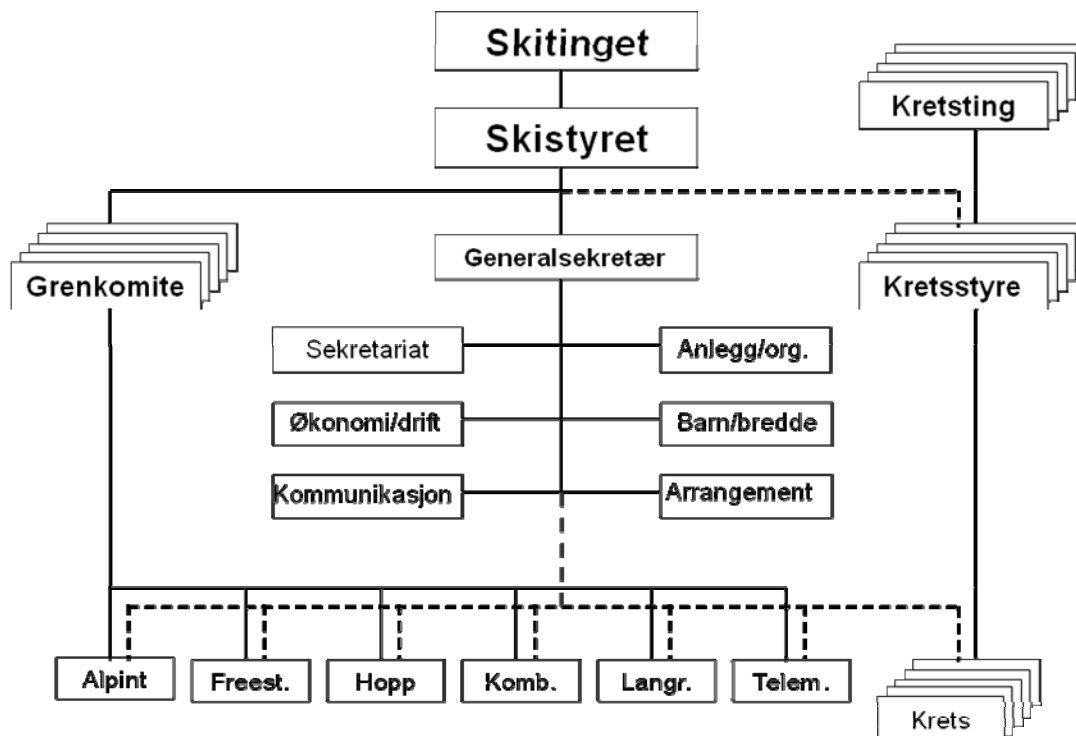 Skitinget
Kretsting
Skistyret
Grenkomite
Generalsekretær
Kretsstyre
Sekretariat
Anlegg/org.
Økonomi/drift
Barn/bredde
Kommunikasjon
Arrangement
Alpint
Freest.
Hopp
Komb.
Langr.
Telem.
Krets